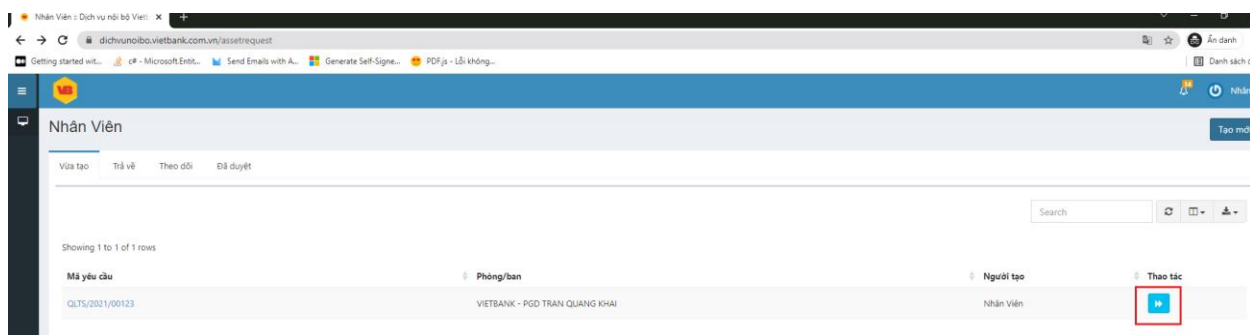 Nhân Viên :: Dịch vụ nội bộ Viet
dichvunoibo.vietbank.com.vn/assetrequest
Ẩn danh
Getting started wit... c# - Microsoft.Entit... Send Emails with A... Generate Self-Signe... PDF.js - Lỗi không...
Danh sách
VB
14
Nhân
Nhân Viên
Tạo mới
Vừa tạo Trả về Theo dõi Đã duyệt
Search
Showing 1 to 1 of 1 rows
Mã yêu cầu Phòng/ban Người tạo Thao tác
QLTS/2021/00123 VIETBANK - PGD TRAN QUANG KHAI Nhân Viên